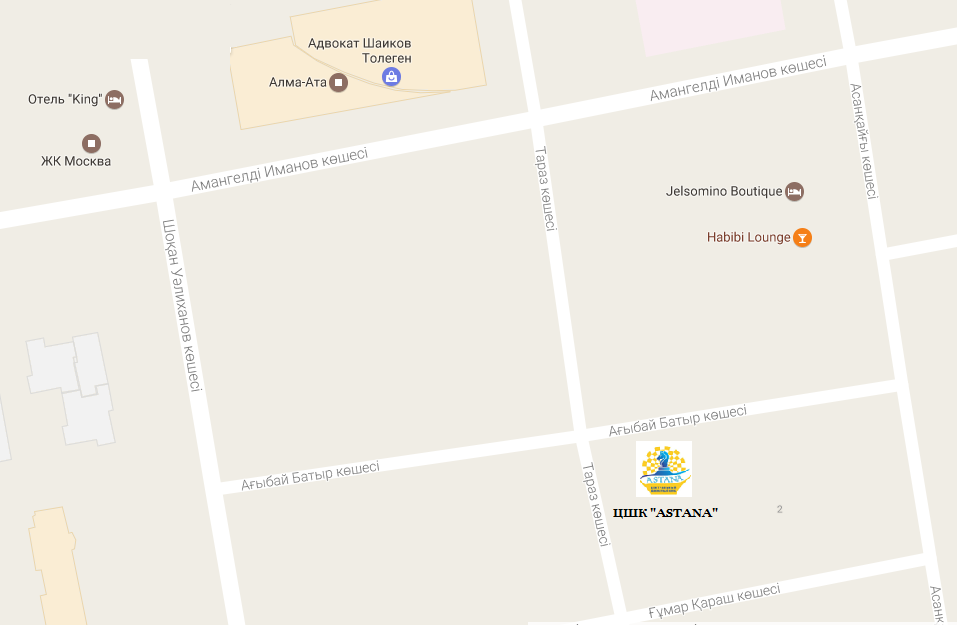 Адвокат Шаиков
Толеген
Алма-Ата
Отель "King"
ЖК Москва
Амангелді Иманов көшесі
Амангелді Иманов көшесі
Асанқайғы көшесі
Тараз көшесі
Jelsomino Boutique
Habibi Lounge
Шоқан Уәлиханов көшесі
Ағыбай Батыр көшесі
Ағыбай Батыр көшесі
ASTANA
ЦШК "ASTANA"
2
Тараз көшесі
Ғұмар Қараш көшесі